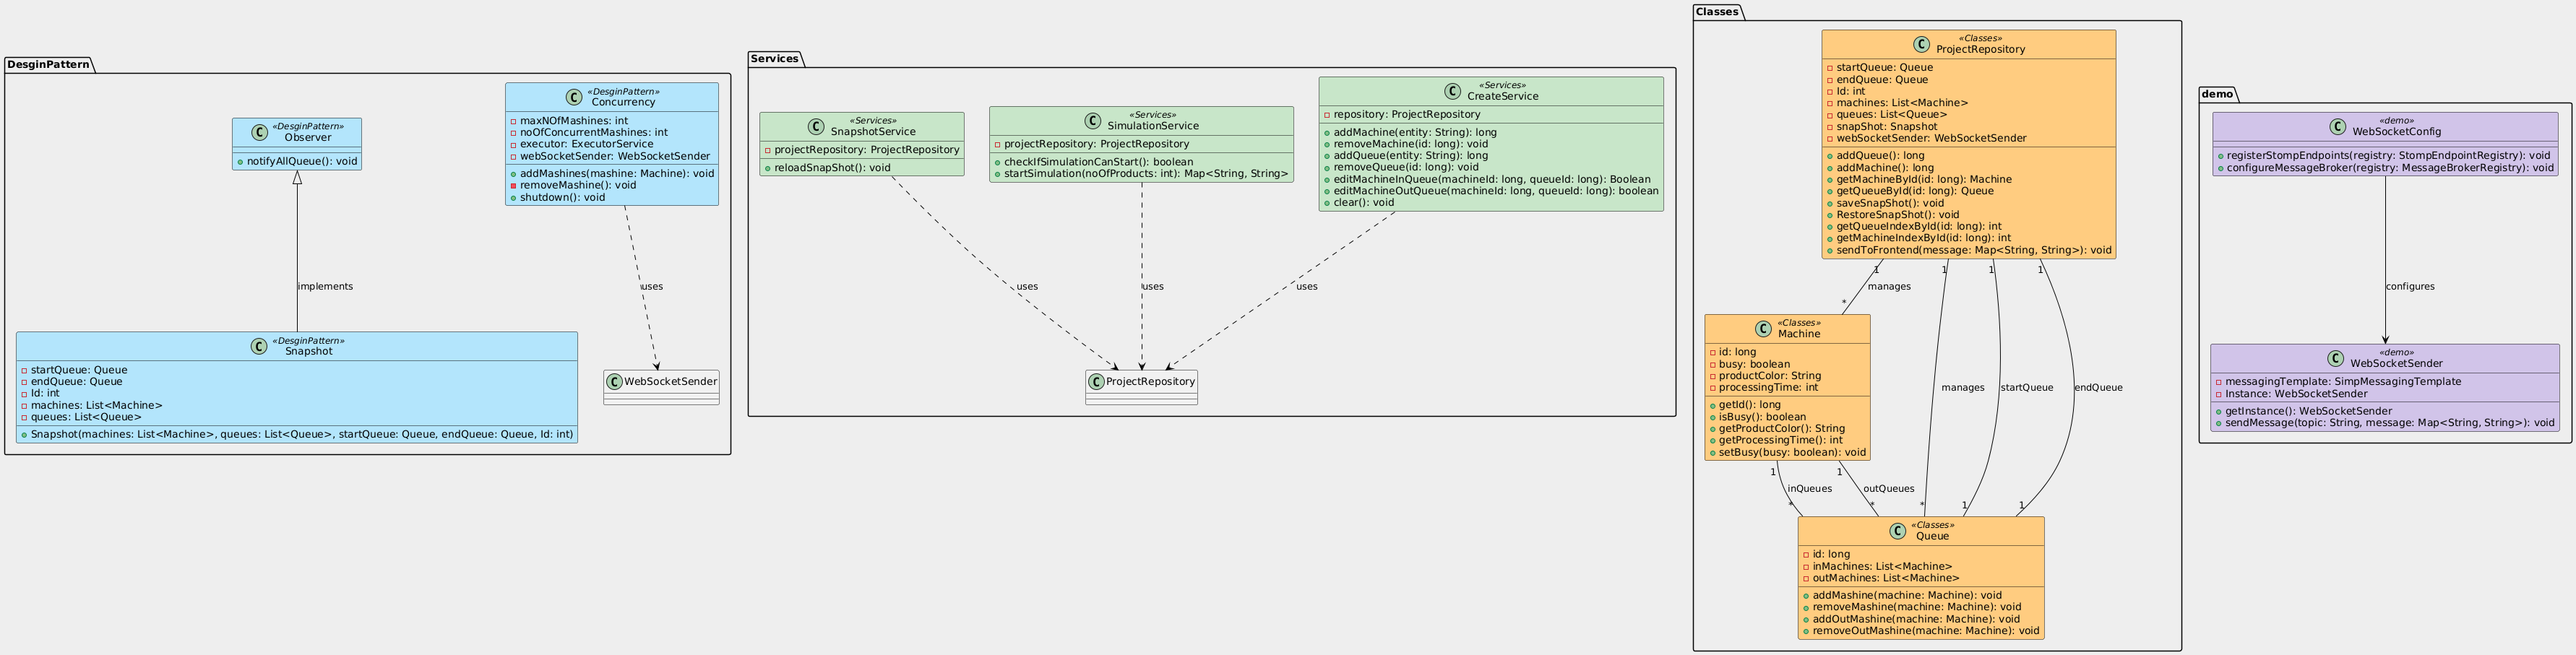 DesginPattern
«DesginPattern»
Observer
notifyAllQueue(): void
«DesginPattern»
Concurrency
maxNOfMashines: int
noOfConcurrentMashines: int
executor: ExecutorService
webSocketSender: WebSocketSender
addMashines(mashine: Machine): void
removeMashine(): void
shutdown(): void
implements
uses
«DesginPattern»
Snapshot
startQueue: Queue
endQueue: Queue
Id: int
machines: List<Machine>
queues: List<Queue>
Snapshot(machines: List<Machine>, queues: List<Queue>, startQueue: Queue, endQueue: Queue, Id: int)
WebSocketSender
Services
«Services»
SnapshotService
projectRepository: ProjectRepository
reloadSnapShot(): void
«Services»
SimulationService
projectRepository: ProjectRepository
checkIfSimulationCanStart(): boolean
startSimulation(noOfProducts: int): Map<String, String>
«Services»
CreateService
repository: ProjectRepository
addMachine(entity: String): long
removeMachine(id: long): void
addQueue(entity: String): long
removeQueue(id: long): void
editMachineInQueue(machineId: long, queueId: long): Boolean
editMachineOutQueue(machineId: long, queueId: long): boolean
clear(): void
uses
uses
uses
ProjectRepository
Classes
«Classes»
ProjectRepository
startQueue: Queue
endQueue: Queue
Id: int
machines: List<Machine>
queues: List<Queue>
snapShot: Snapshot
webSocketSender: WebSocketSender
addQueue(): long
addMachine(): long
getMachineById(id: long): Machine
getQueueById(id: long): Queue
saveSnapShot(): void
RestoreSnapShot(): void
getQueueIndexById(id: long): int
getMachineIndexById(id: long): int
sendToFrontend(message: Map<String, String>): void
1
1
1
1
manages
*
«Classes»
Machine
id: long
busy: boolean
productColor: String
processingTime: int
getId(): long
isBusy(): boolean
getProductColor(): String
getProcessingTime(): int
setBusy(busy: boolean): void
manages
startQueue
endQueue
1
1
inQueues
outQueues
*
*
*
1
1
«Classes»
Queue
id: long
inMachines: List<Machine>
outMachines: List<Machine>
addMashine(machine: Machine): void
removeMashine(machine: Machine): void
addOutMashine(machine: Machine): void
removeOutMashine(machine: Machine): void
demo
«demo»
WebSocketConfig
registerStompEndpoints(registry: StompEndpointRegistry): void
configureMessageBroker(registry: MessageBrokerRegistry): void
configures
«demo»
WebSocketSender
messagingTemplate: SimpMessagingTemplate
Instance: WebSocketSender
getInstance(): WebSocketSender
sendMessage(topic: String, message: Map<String, String>): void